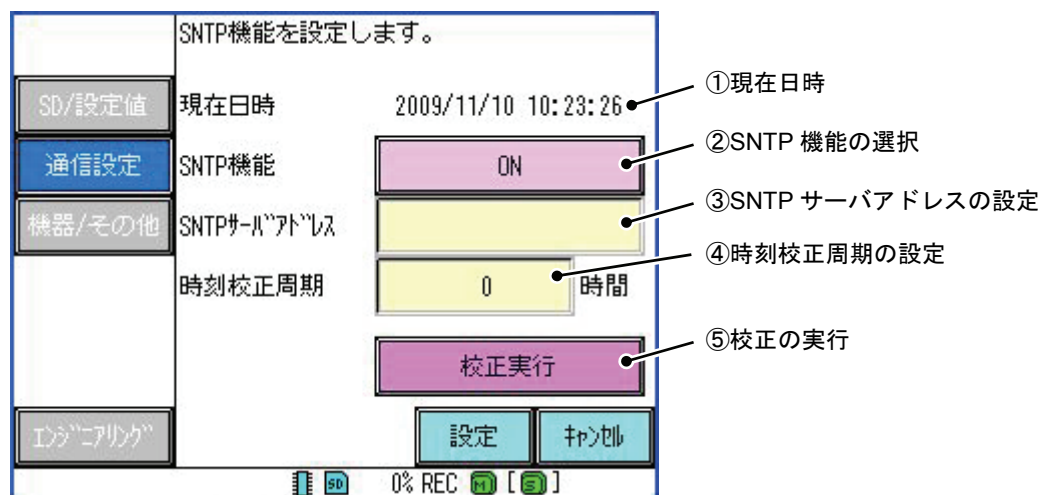 SNTP機能を設定します。
SD/設定値
現在日時 2009/11/10 10:23:26
①現在日時
通信設定
SNTP機能 ON
②SNTP 機能の選択
機器/その他
SNTPサーバアドレス
③SNTP サーバアドレスの設定
時刻校正周期 0 時間
④時刻校正周期の設定
校正実行
⑤校正の実行
エンジニアリング
設定 キャンセル
SD 0% REC M [S]